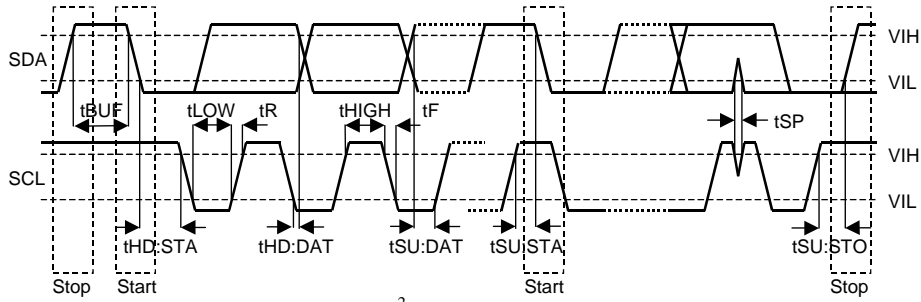 SDA
VIH
VIL
tBUF
tLOW
tR
tHIGH
tF
tSP
SCL
VIH
VIL
tHD:STA
tHD:DAT
tSU:DAT
tSU:STA
tSU:STO
Stop
Start
Start
Stop
2